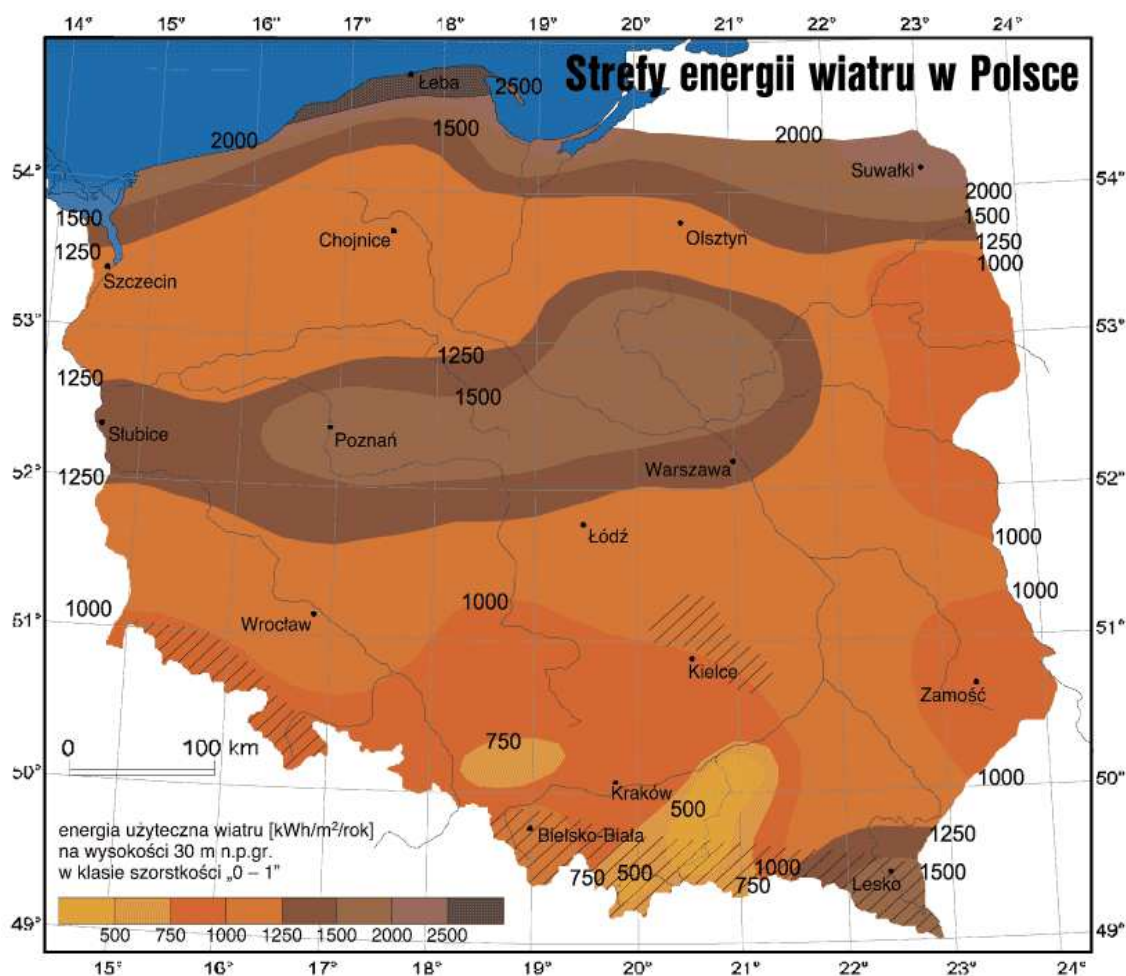 14° 15° 16° 17° 18° 19° 20° 21° 22° 23° 24°
Strefy energii wiatru w Polsce
Łeba
2500
2000
1500
2000
54°
Suwałki
54°
2000
1500
1500
Chojnice
Olsztyn
1250
1250
1000
Szczecin
53°
53°
1250
1250
1500
Słubice
Poznań
1250
Warszawa
52°
52°
Łódź
1000
1000
1000
1000
51°
Wrocław
51°
Kielce
Zamość
0 100 km
750
50°
Kraków
1000
50°
500
energia użyteczna wiatru [kWh/m²/rok]
Bielsko-Biała
1250
na wysokości 30 m n.p.gr.
w klasie szorstkości „0 – 1”
750
500
750
1000
Lesko
1500
500 750 1000 1250 1500 2000 2500
49°
49°
15° 16° 17° 18° 19° 20° 21° 22° 23° 24°